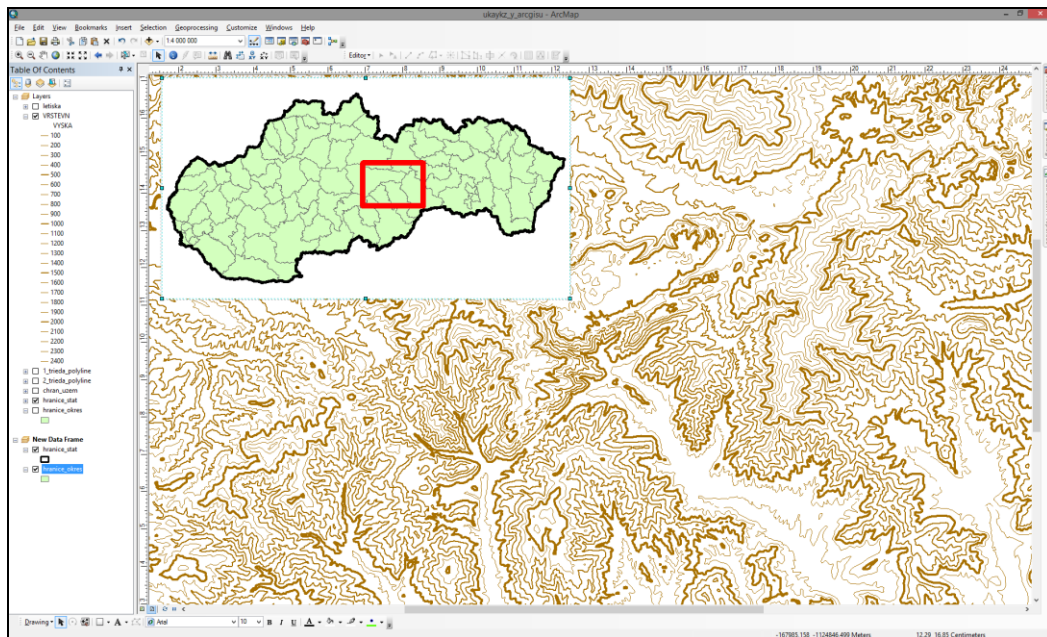 ukaykz_y_arcgisu - ArcMap
File Edit View Bookmarks Insert Selection Geoprocessing Customize Windows Help
1:4 000 000
Editor
Table Of Contents
Layers
letiska
VRSTEVN
VYSKA
100
200
300
400
500
600
700
800
900
1000
1100
1200
1300
1400
1500
1600
1700
1800
1900
2000
2100
2200
2300
2400
1_trieda_polyline
2_trieda_polyline
chran_uzem
hranice_stat
hranice_okres
New Data Frame
hranice_stat
hranice_okres
Drawing Arial 10 B I U A A
-167985,158 -1124846,499 Meters 12,29 16,85 Centimeters